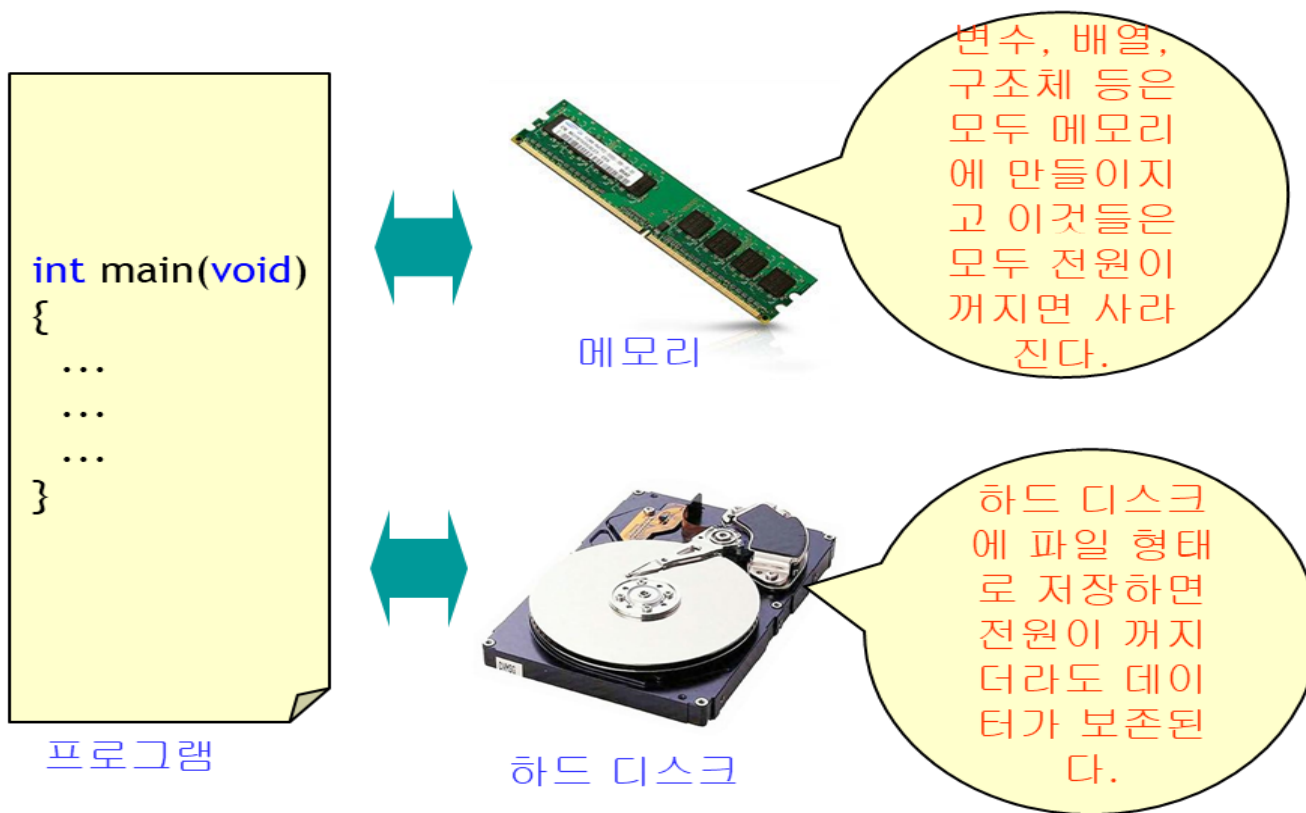 int main(void)
{
...
...
...
}
프로그램
메모리
변수, 배열,
구조체 등은
모두 메모리
에 만들이지
고 이것들은
모두 전원이
꺼지면 사라
진다.
하드 디스크
하드 디스크
에 파일 형태
로 저장하면
전원이 꺼지
더라도 데이
터가 보존된
다.